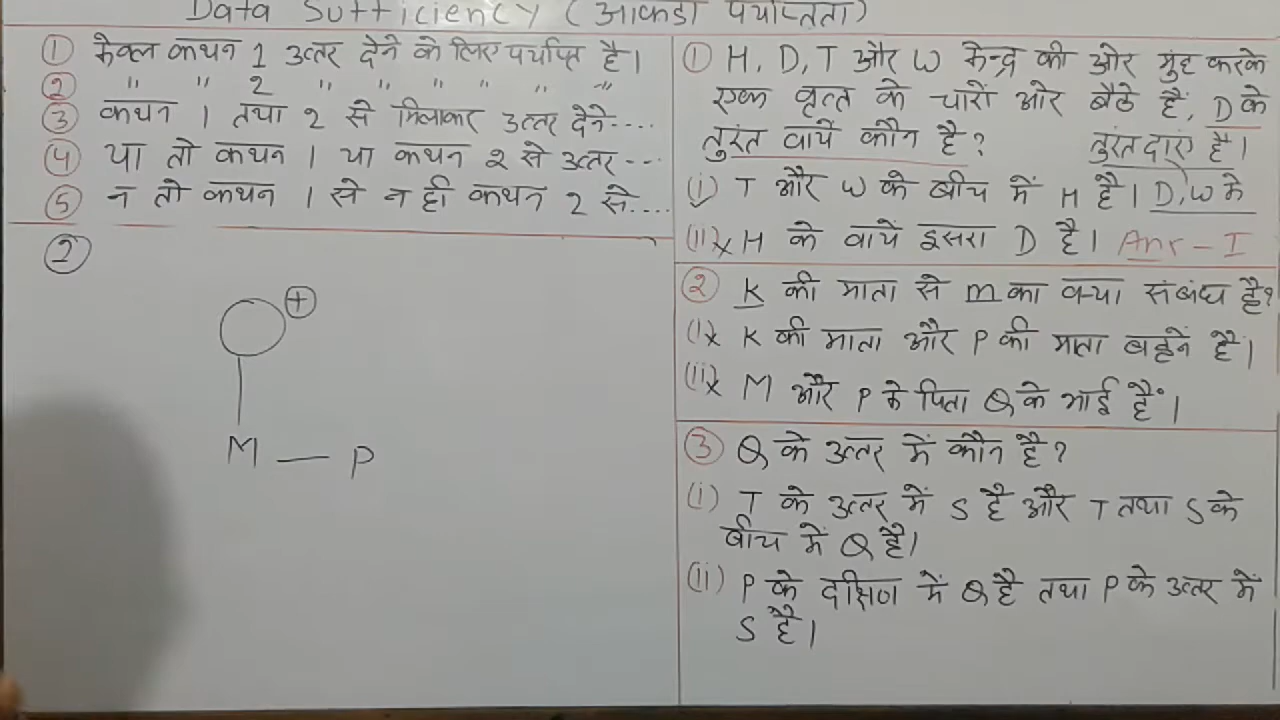 Data Sufficiency (आकडा पर्याप्तता)
① केवल कथन 1 उत्तर देने के लिए पर्याप्त है।
② " " 2 " " " " " "
③ कथन 1 तथा 2 से मिलाकर उत्तर देने....
④ या तो कथन 1 या कथन 2 से उत्तर---
⑤ न तो कथन 1 से न ही कथन 2 से....
②
+
M — P
① H, D, T और W केन्द्र की ओर मुंह करके
एक वृत्त के चारों ओर बैठे हैं, D के
तुरंत वायें कौन है? तुरंत दाएं है।
(i) T और W के बीच में H है। D, W के
(ii)x H के वायें दूसरा D है। Ans - I
② K की माता से m का क्या संबंध है?
(i)x K की माता और P की माता बहनें हैं।
(ii)x M और P के पिता Q के भाई हैं।
③ Q के उत्तर में कौन है?
(i) T के उत्तर में S है और T तथा S के
बीच में Q है।
(ii) P के दक्षिण में Q है तथा P के उत्तर में
S है।